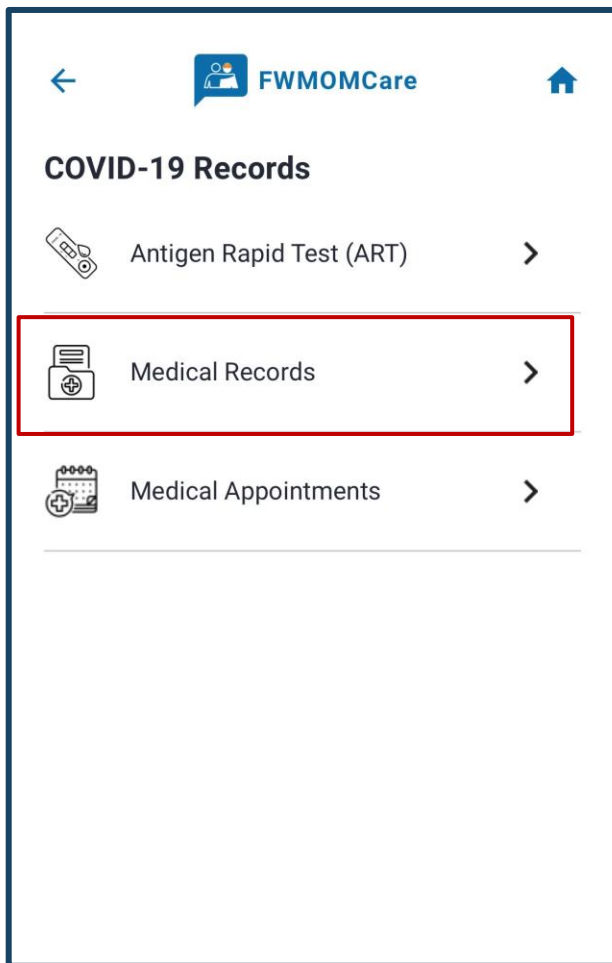 FWMOMCare
COVID-19 Records
Antigen Rapid Test (ART)
Medical Records
Medical Appointments